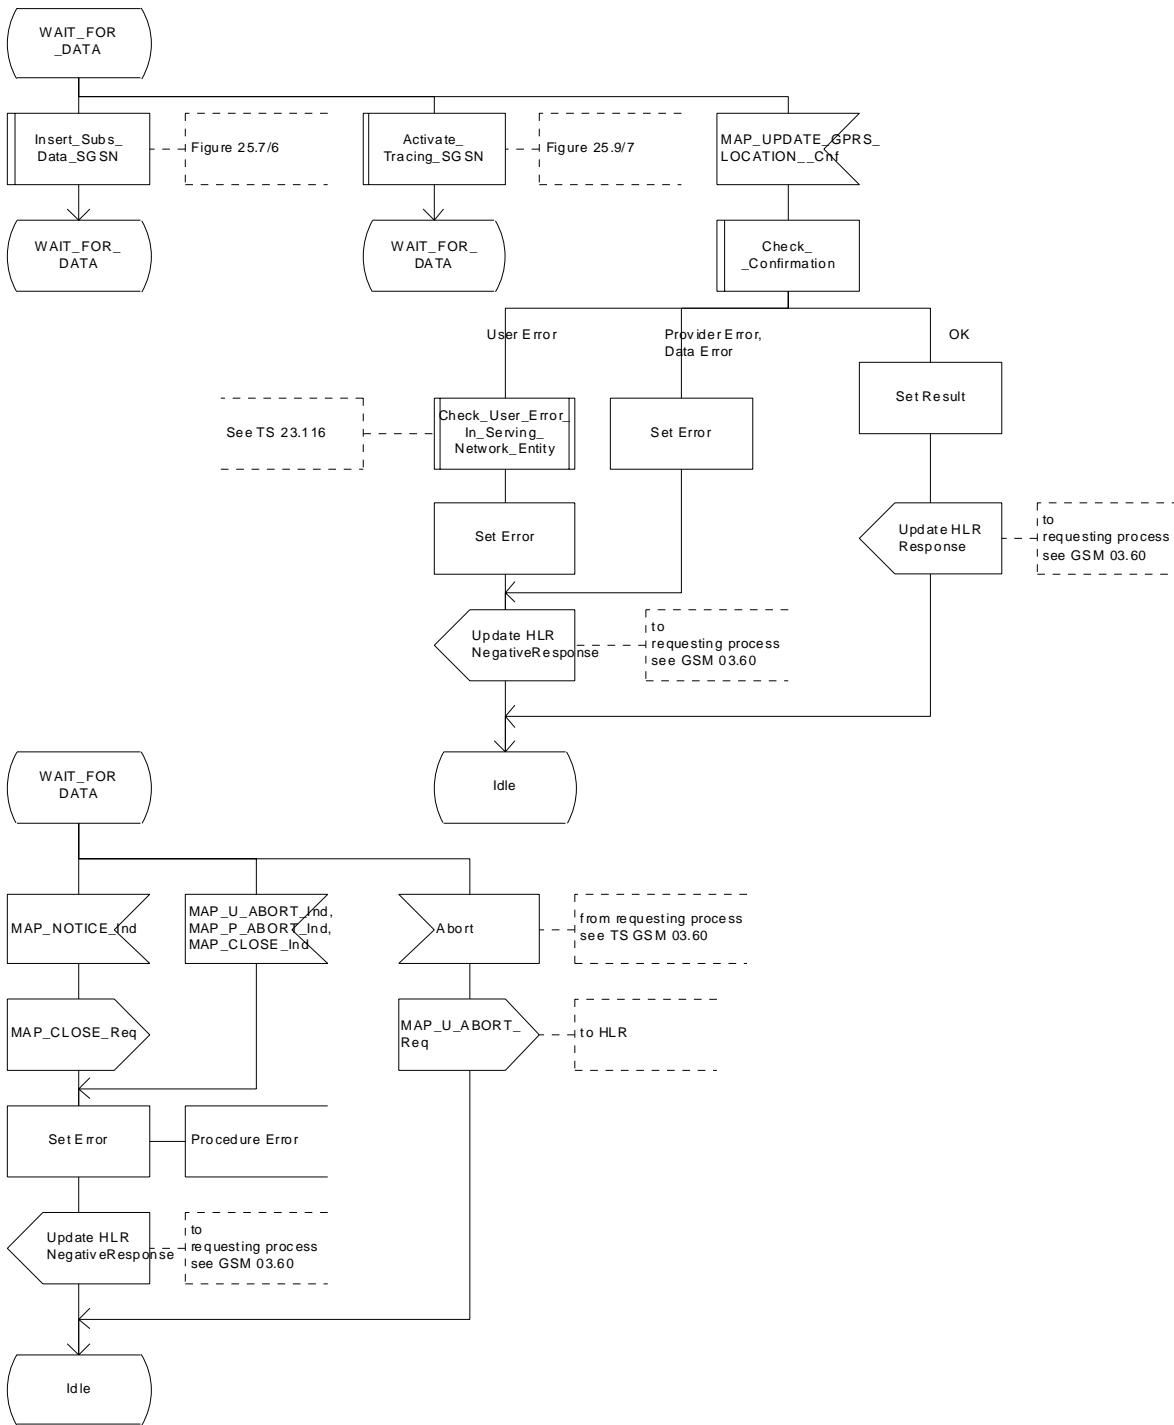 WAIT_FOR
_DATA
Insert_Subs_
Data_SGSN
Figure 25.7/6
Activate_
Tracing_SGSN
Figure 25.9/7
MAP_UPDATE_GPRS_
LOCATION__Cnf
WAIT_FOR_
DATA
WAIT_FOR_
DATA
Check_
_Confirmation
User Error
Provider Error,
Data Error
OK
Set Result
See TS 23.116
Check_User_Error_
In_Serving_
Network_Entity
Set Error
Set Error
Update HLR
Response
to
requesting process
see GSM 03.60
Update HLR
NegativeResponse
to
requesting process
see GSM 03.60
Idle
WAIT_FOR
DATA
MAP_NOTICE_Ind
MAP_U_ABORT_Ind,
MAP_P_ABORT_Ind,
MAP_CLOSE_Ind
Abort
from requesting process
see TS GSM 03.60
MAP_CLOSE_Req
MAP_U_ABORT_
Req
to HLR
Set Error
Procedure Error
Update HLR
NegativeResponse
to
requesting process
see GSM 03.60
Idle